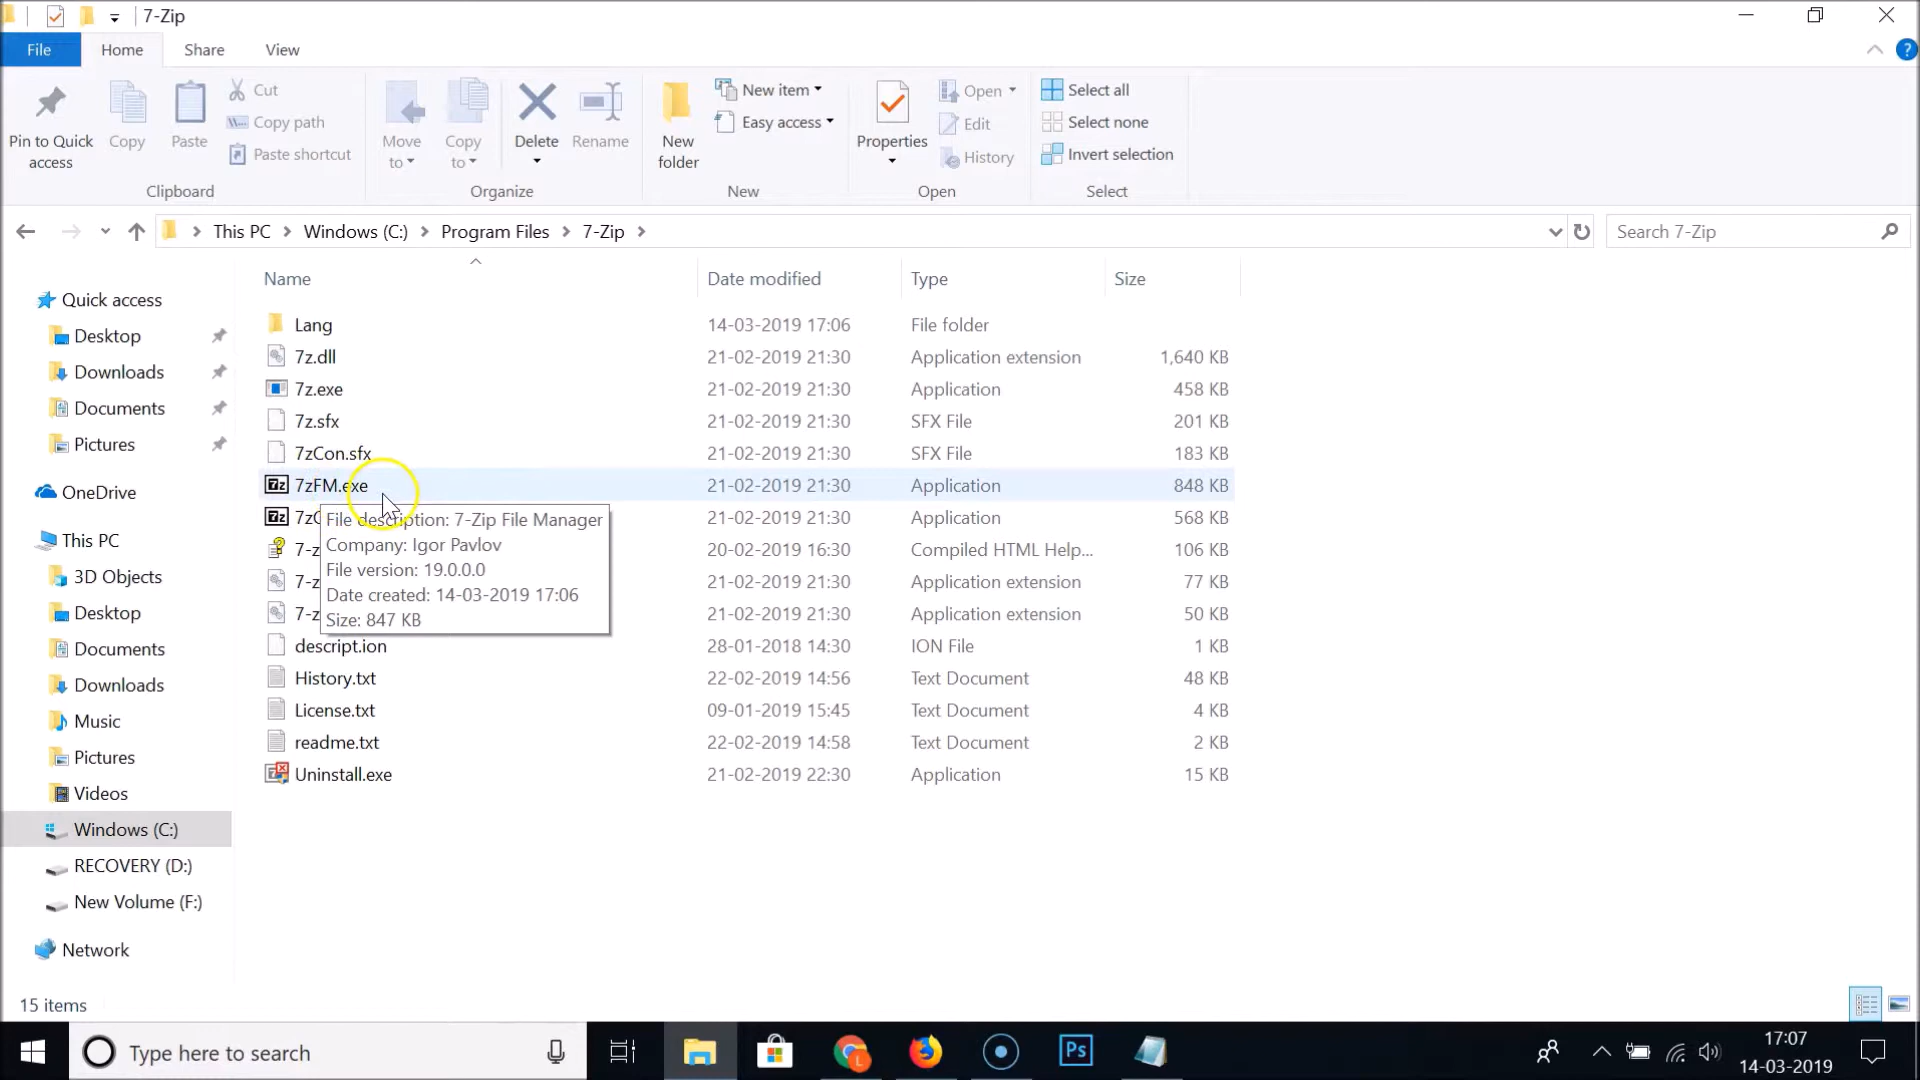 7-Zip
File Home Share View
Pin to Quick access
Copy
Paste
Cut
Copy path
Paste shortcut
Clipboard
Move to
Copy to
Delete
Rename
Organize
New folder
New item
Easy access
New
Properties
Open
Edit
History
Open
Select all
Select none
Invert selection
Select
This PC > Windows (C:) > Program Files > 7-Zip >
Search 7-Zip
Quick access
Desktop
Downloads
Documents
Pictures
OneDrive
This PC
3D Objects
Desktop
Documents
Downloads
Music
Pictures
Videos
Windows (C:)
RECOVERY (D:)
New Volume (F:)
Network
Name Date modified Type Size
Lang 14-03-2019 17:06 File folder
7z.dll 21-02-2019 21:30 Application extension 1,640 KB
7z.exe 21-02-2019 21:30 Application 458 KB
7z.sfx 21-02-2019 21:30 SFX File 201 KB
7zCon.sfx 21-02-2019 21:30 SFX File 183 KB
7zFM.exe 21-02-2019 21:30 Application 848 KB
21-02-2019 21:30 Application 568 KB
7-z 20-02-2019 16:30 Compiled HTML Help... 106 KB
7-z 21-02-2019 21:30 Application extension 77 KB
7-z 21-02-2019 21:30 Application extension 50 KB
descript.ion 28-01-2018 14:30 ION File 1 KB
History.txt 22-02-2019 14:56 Text Document 48 KB
License.txt 09-01-2019 15:45 Text Document 4 KB
readme.txt 22-02-2019 14:58 Text Document 2 KB
Uninstall.exe 21-02-2019 22:30 Application 15 KB
File description: 7-Zip File Manager
Company: Igor Pavlov
File version: 19.0.0.0
Date created: 14-03-2019 17:06
Size: 847 KB
15 items
Type here to search
L
Ps
17:07
14-03-2019